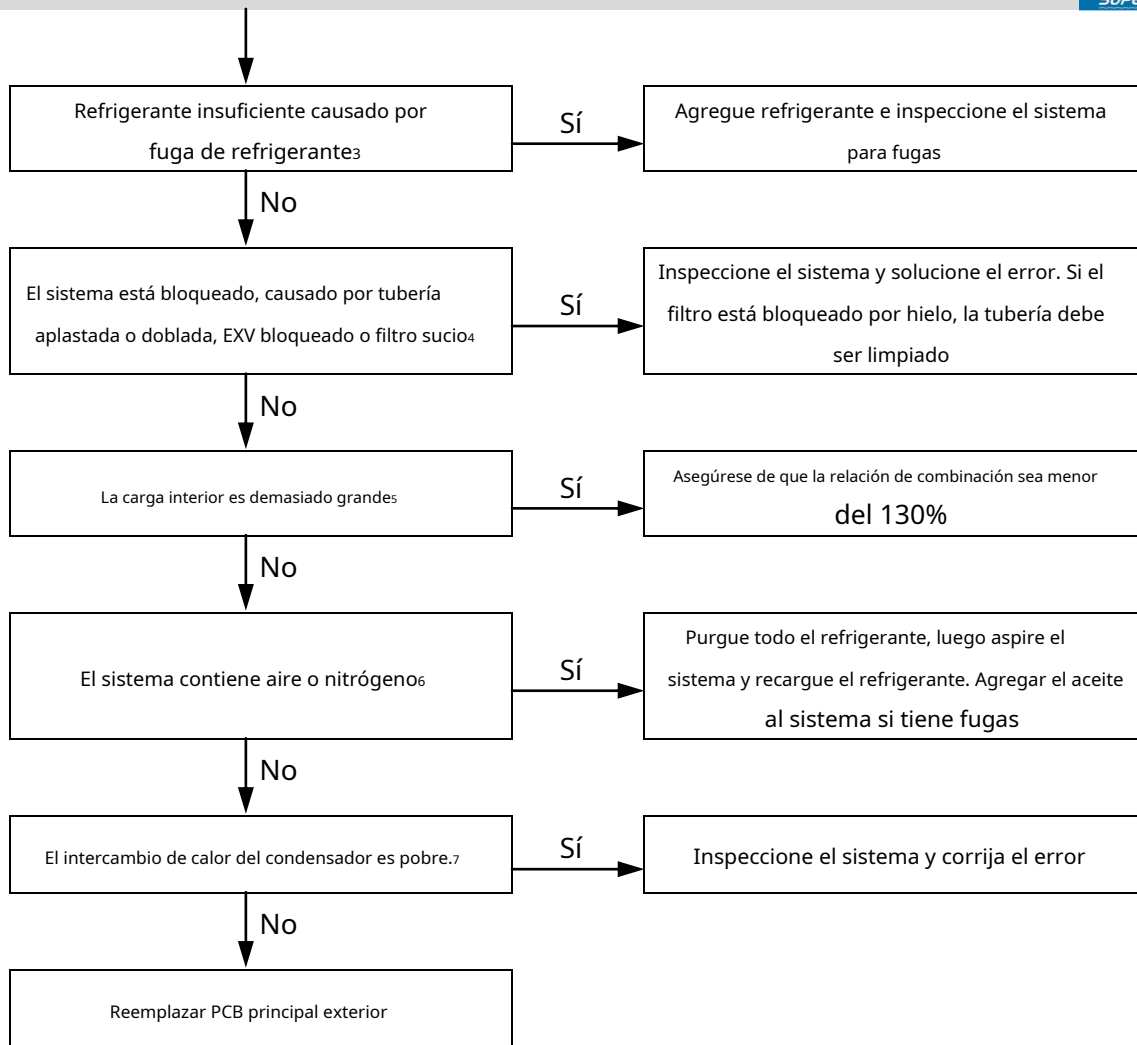 Refrigerante insuficiente causado por
fuga de refrigerante3
Sí
Agregue refrigerante e inspeccione el sistema
para fugas
No
El sistema está bloqueado, causado por tubería
aplastada o doblada, EXV bloqueado o filtro sucio4
Sí
Inspeccione el sistema y solucione el error. Si el
filtro está bloqueado por hielo, la tubería debe
ser limpiado
No
La carga interior es demasiado grande5
Sí
Asegúrese de que la relación de combinación sea menor
del 130%
No
El sistema contiene aire o nitrógeno6
Sí
Purgue todo el refrigerante, luego aspire el
sistema y recargue el refrigerante. Agregar el aceite
al sistema si tiene fugas
No
El intercambio de calor del condensador es pobre.7
Sí
Inspeccione el sistema y corrija el error
No
Reemplazar PCB principal exterior